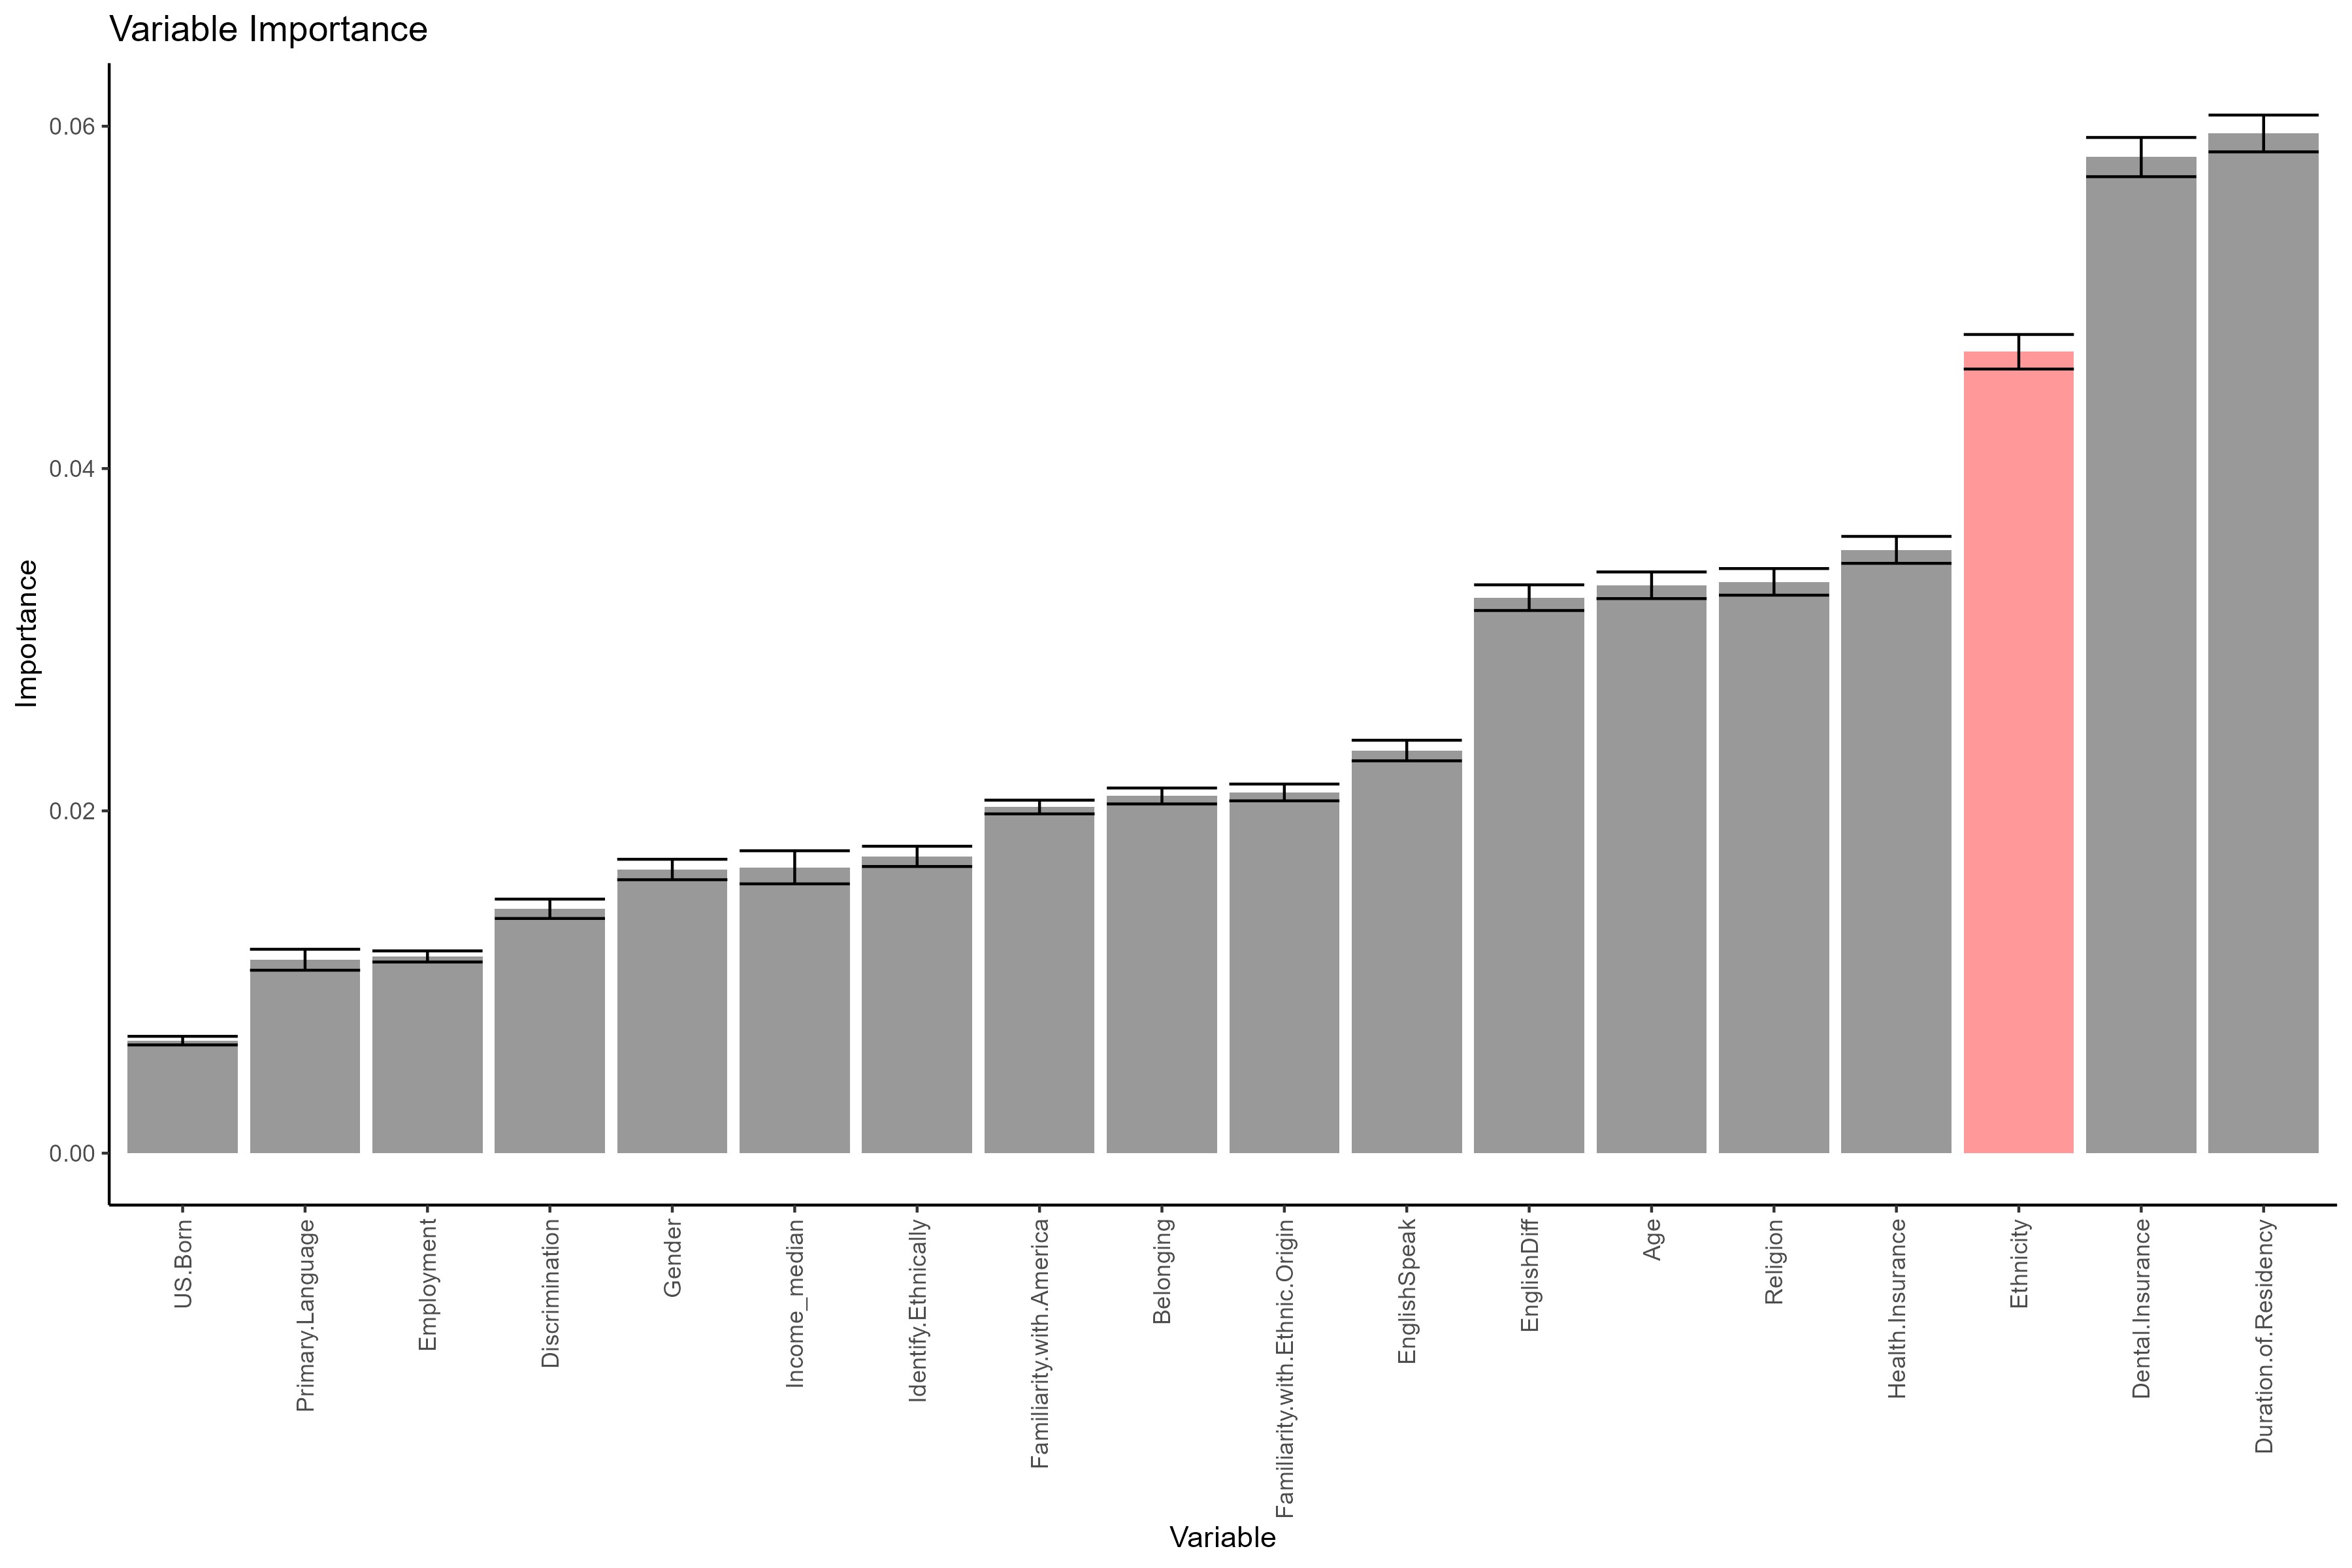 Variable Importance
Importance
0.06
0.04
0.02
0.00
US.Born
Primary.Language
Employment
Discrimination
Gender
Income_median
Identify.Ethnically
Familiarity.with.America
Belonging
Familiarity.with.Ethnic.Origin
EnglishSpeak
EnglishDiff
Age
Religion
Health.Insurance
Ethnicity
Dental.Insurance
Duration.of.Residency
Variable